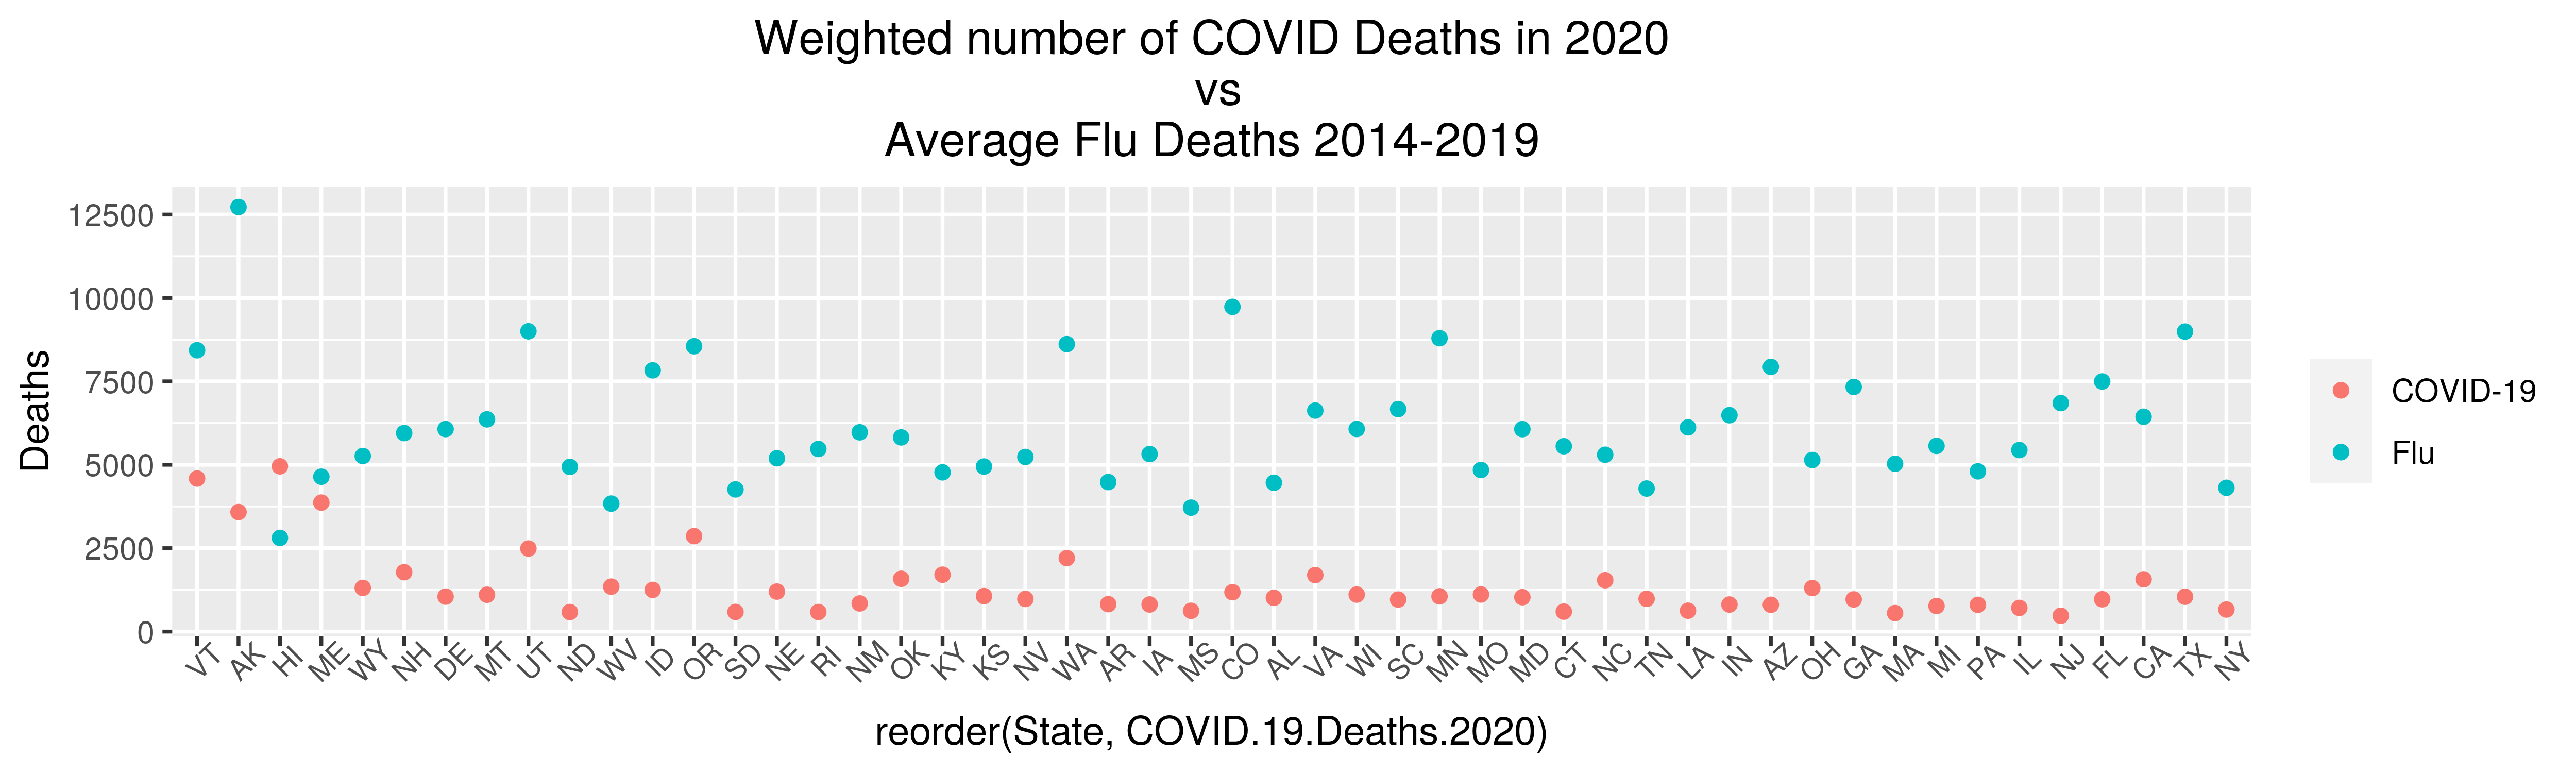 Weighted number of COVID Deaths in 2020
vs
Average Flu Deaths 2014-2019
Deaths
12500
10000
7500
5000
2500
0
VT AK HI ME WY NH DE MT UT ND WV ID OR SD NE RI NM OK KY KS NV WA AR IA MS CO AL VA WI SC MN MO MD CT NC TN LA IN AZ OH GA MA MI PA IL NJ FL CA TX NY
reorder(State, COVID.19.Deaths.2020)
COVID-19
Flu